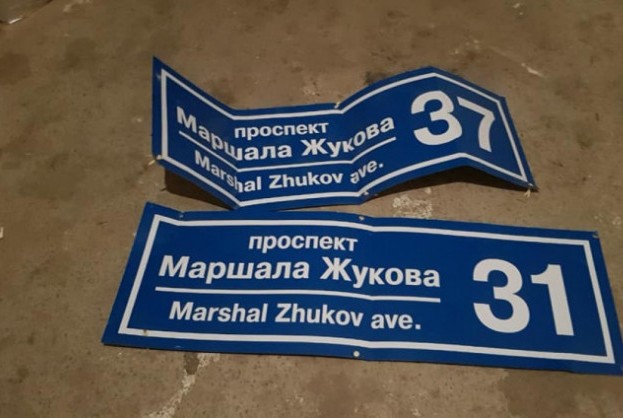 проспект
Маршала Жукова
Marshal Zhukov ave.
37
проспект
Маршала Жукова
Marshal Zhukov ave.
31